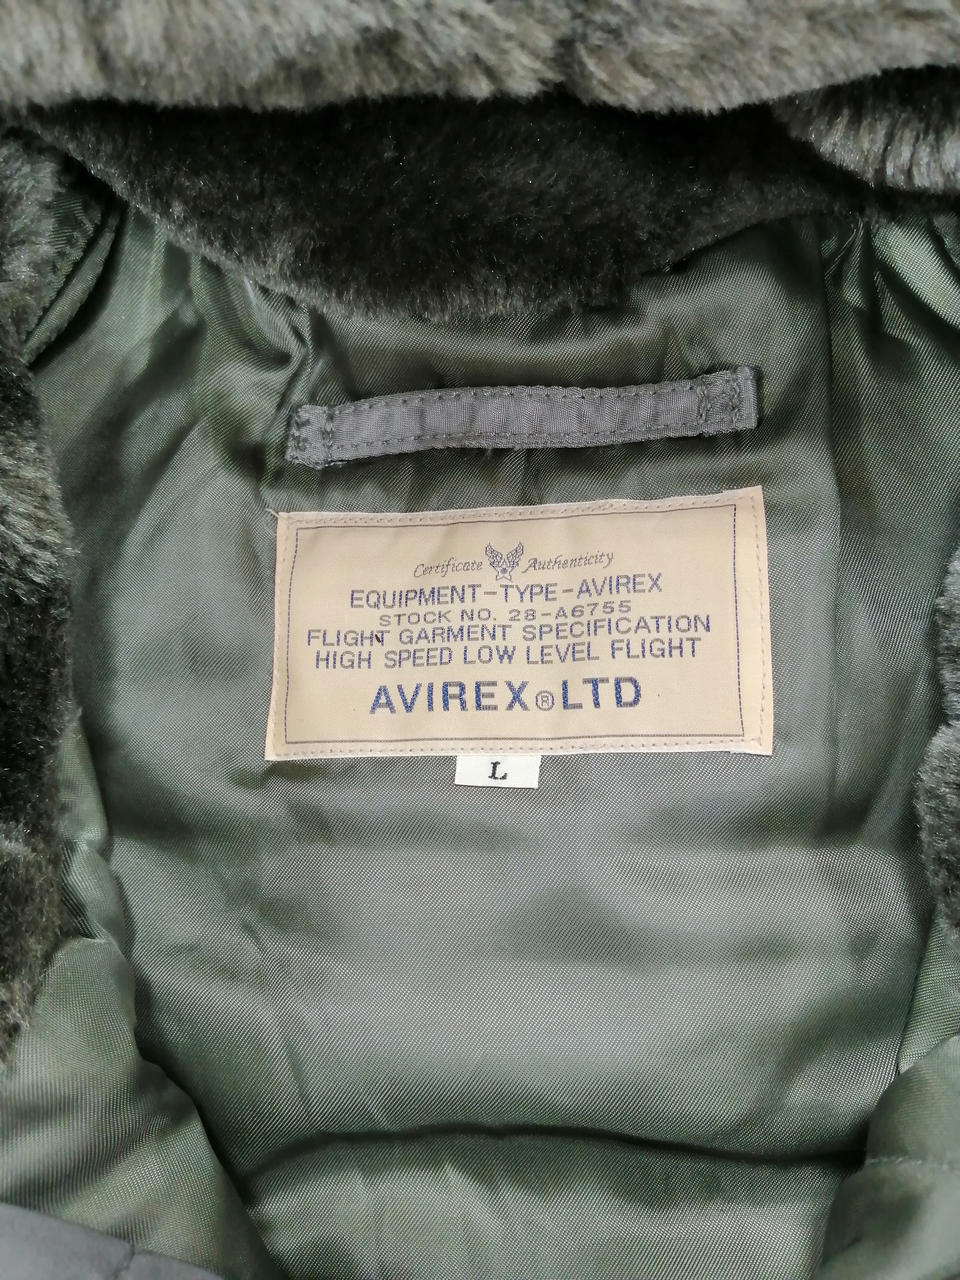 Certificate Authenticity
EQUIPMENT-TYPE-AVIREX
STOCK NO. 28-A6755
FLIGHT GARMENT SPECIFICATION
HIGH SPEED LOW LEVEL FLIGHT
AVIREX® LTD
L